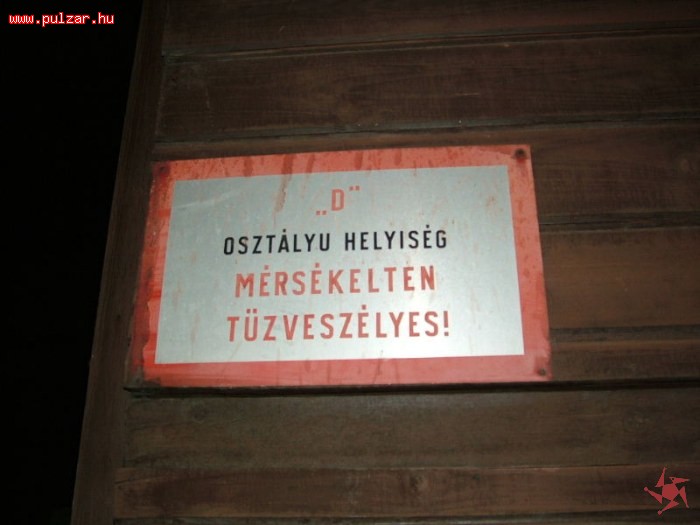 www.pulzar.hu
„D"
OSZTÁLYU HELYISÉG
MÉRSÉKELTEN
TÜZVESZÉLYES!